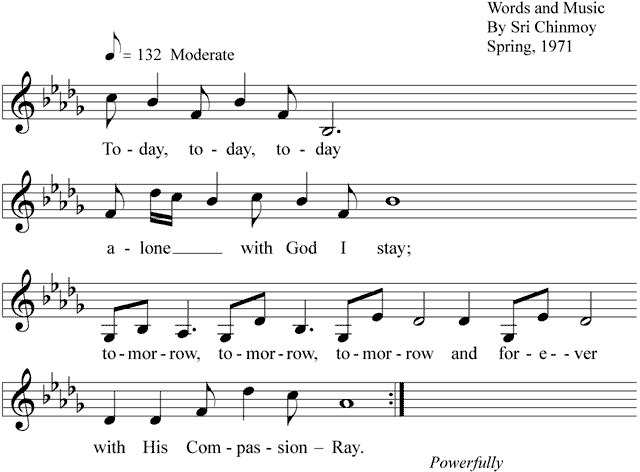 Words and Music
By Sri Chinmoy
Spring, 1971
= 132 Moderate
To - day, to - day, to - day
a - lone with God I stay;
to - mor - row, to - mor - row, to - mor - row and for - e - - ver
with His Com - pas - sion – Ray.
Powerfully